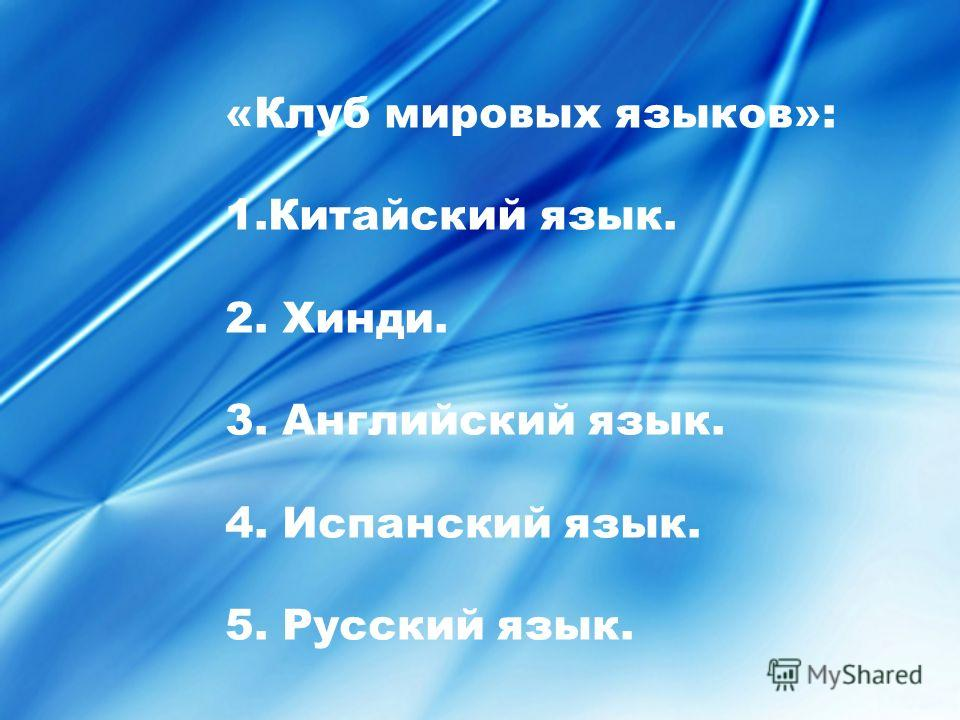 «Клуб мировых языков»:
1.Китайский язык.
2. Хинди.
3. Английский язык.
4. Испанский язык.
5. Русский язык.
MyShared